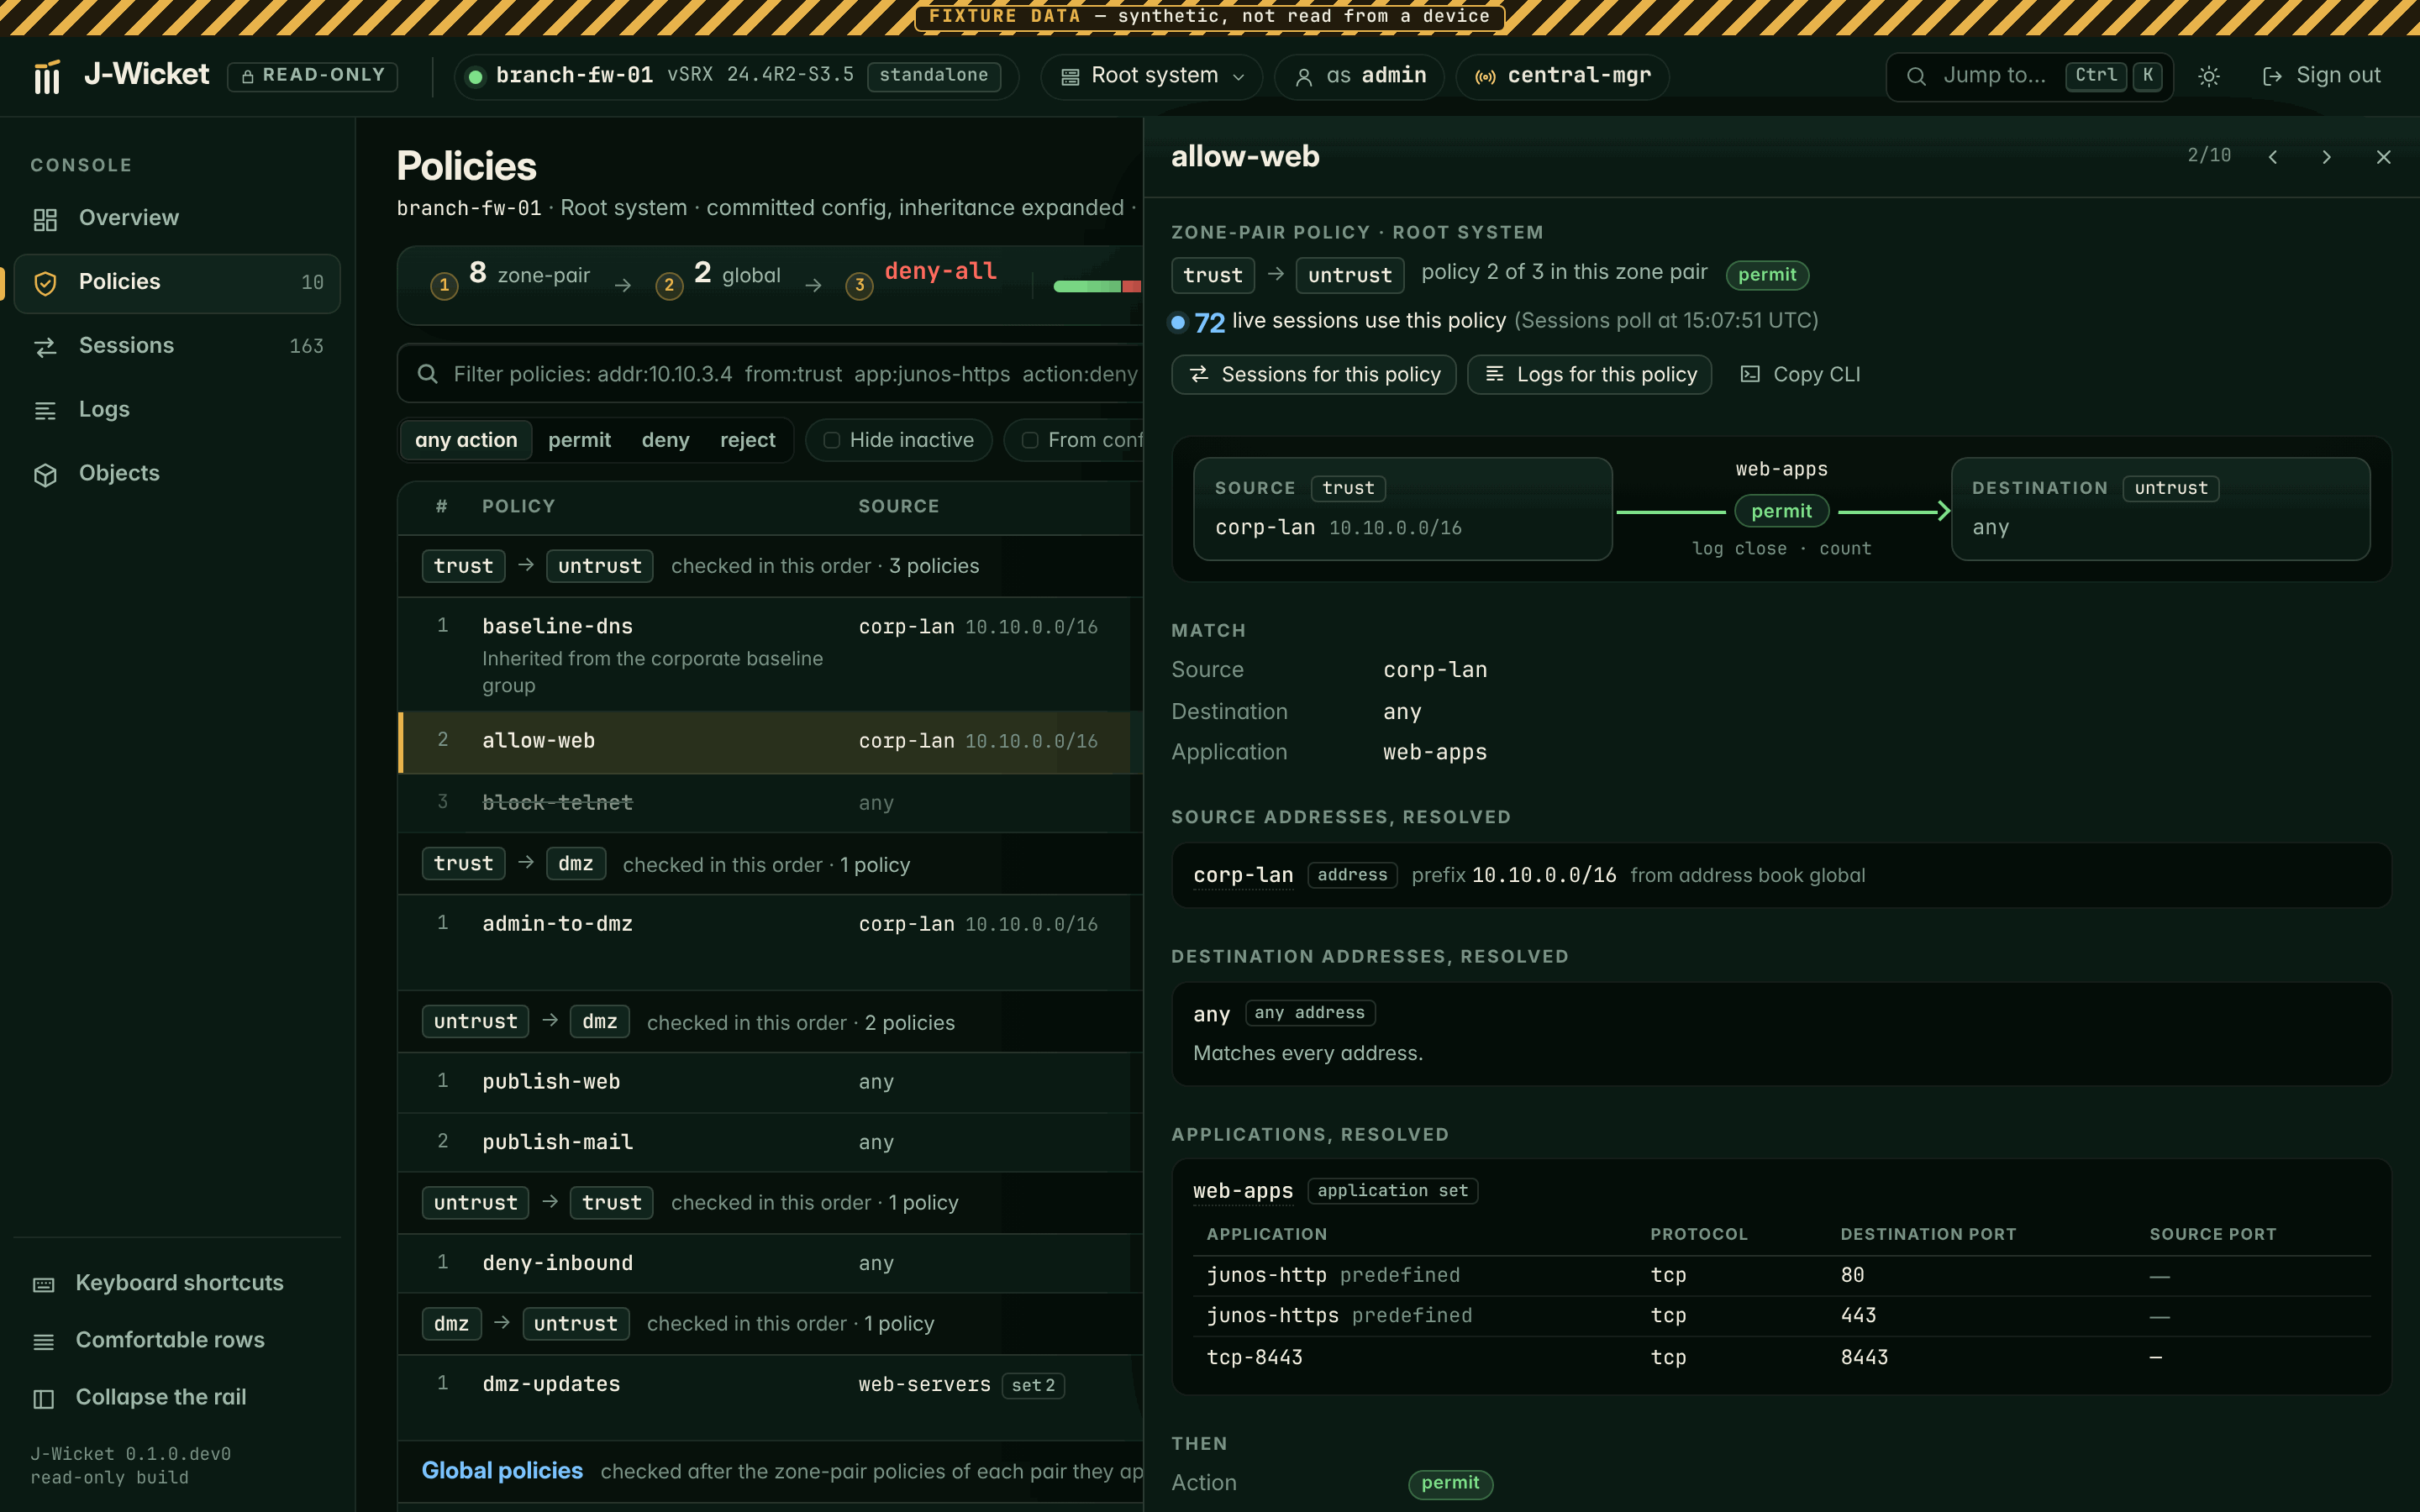 FIXTURE DATA — synthetic, not read from a device
J-Wicket READ-ONLY branch-fw-01 vSRX 24.4R2-S3.5 standalone Root system as admin central-mgr Jump to... Ctrl K Sign out
CONSOLE
Overview
Policies 10
Sessions 163
Logs
Objects
Keyboard shortcuts
Comfortable rows
Collapse the rail
J-Wicket 0.1.0.dev0
read-only build
Policies
branch-fw-01 · Root system · committed config, inheritance expanded ·
1 8 zone-pair → 2 2 global → 3 deny-all
Filter policies: addr:10.10.3.4 from:trust app:junos-https action:deny
any action permit deny reject Hide inactive From conf
# POLICY SOURCE
trust → untrust checked in this order · 3 policies
1 baseline-dns corp-lan 10.10.0.0/16
Inherited from the corporate baseline
group
2 allow-web corp-lan 10.10.0.0/16
3 block-telnet any
trust → dmz checked in this order · 1 policy
1 admin-to-dmz corp-lan 10.10.0.0/16
untrust → dmz checked in this order · 2 policies
1 publish-web any
2 publish-mail any
untrust → trust checked in this order · 1 policy
1 deny-inbound any
dmz → untrust checked in this order · 1 policy
1 dmz-updates web-servers set 2
Global policies checked after the zone-pair policies of each pair they ap
allow-web 2/10
ZONE-PAIR POLICY · ROOT SYSTEM
trust → untrust policy 2 of 3 in this zone pair permit
72 live sessions use this policy (Sessions poll at 15:07:51 UTC)
Sessions for this policy Logs for this policy Copy CLI
SOURCE trust
corp-lan 10.10.0.0/16
web-apps
permit
log close · count
DESTINATION untrust
any
MATCH
Source corp-lan
Destination any
Application web-apps
SOURCE ADDRESSES, RESOLVED
corp-lan address prefix 10.10.0.0/16 from address book global
DESTINATION ADDRESSES, RESOLVED
any any address
Matches every address.
APPLICATIONS, RESOLVED
web-apps application set
APPLICATION PROTOCOL DESTINATION PORT SOURCE PORT
junos-http predefined tcp 80 —
junos-https predefined tcp 443 —
tcp-8443 tcp 8443 —
THEN
Action permit